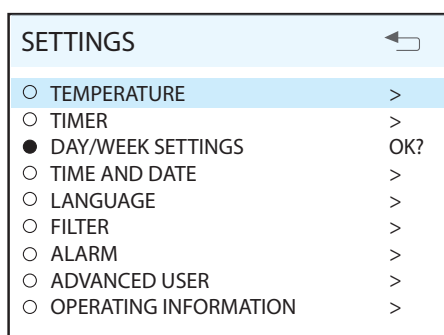 SETTINGS
TEMPERATURE >
TIMER >
DAY/WEEK SETTINGS OK?
TIME AND DATE >
LANGUAGE >
FILTER >
ALARM >
ADVANCED USER >
OPERATING INFORMATION >